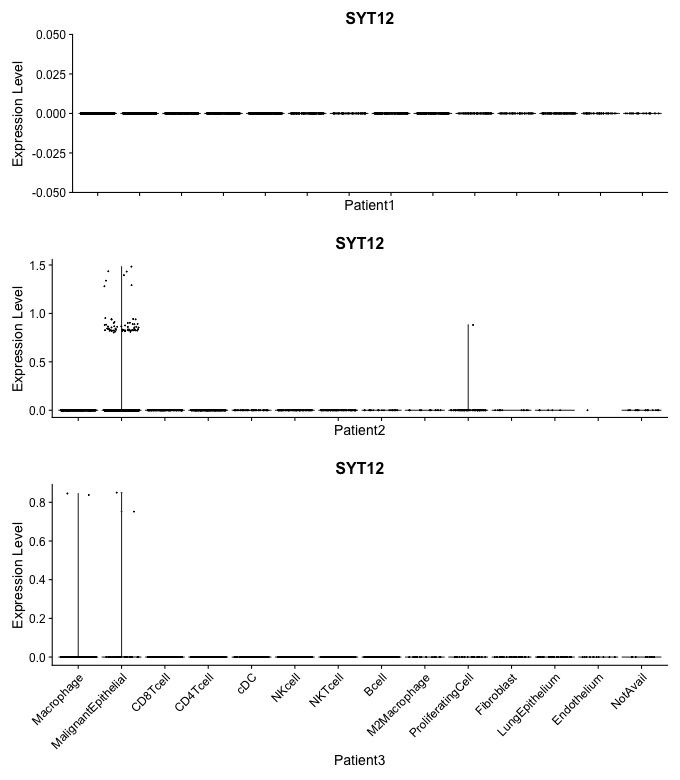 SYT12
Expression Level
0.050
0.025
0.000
-0.025
-0.050
Patient1
SYT12
Expression Level
1.5
1.0
0.5
0.0
Patient2
SYT12
Expression Level
0.8
0.6
0.4
0.2
0.0
Macrophage
MalignantEpithelial
CD8Tcell
CD4Tcell
cDC
NKcell
NKTcell
Bcell
M2Macrophage
ProliferatingCell
Fibroblast
LungEpithelium
Endothelium
NotAvail
Patient3